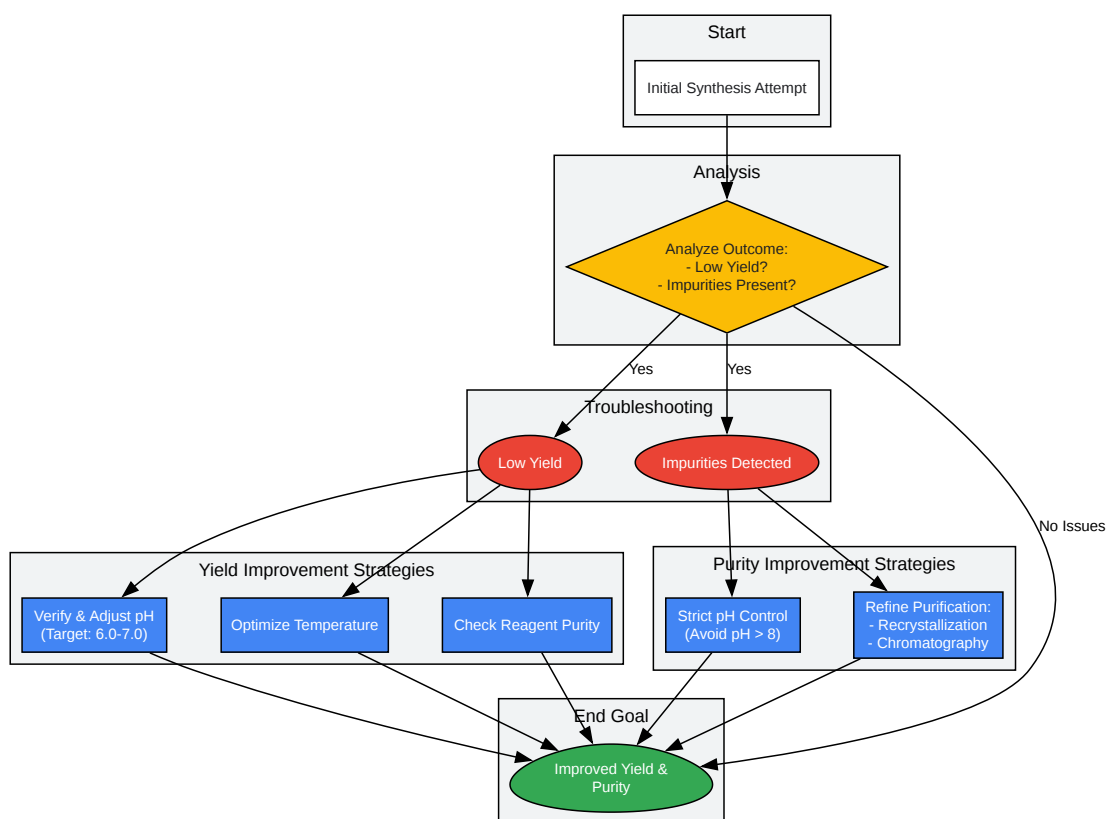 Start
Initial Synthesis Attempt
Analysis
Analyze Outcome:
- Low Yield?
- Impurities Present?
Yes
Yes
Troubleshooting
Low Yield
Impurities Detected
No Issues
Yield Improvement Strategies
Verify & Adjust pH
(Target: 6.0-7.0)
Optimize Temperature
Check Reagent Purity
Purity Improvement Strategies
Strict pH Control
(Avoid pH > 8)
Refine Purification:
- Recrystallization
- Chromatography
End Goal
Improved Yield &
Purity